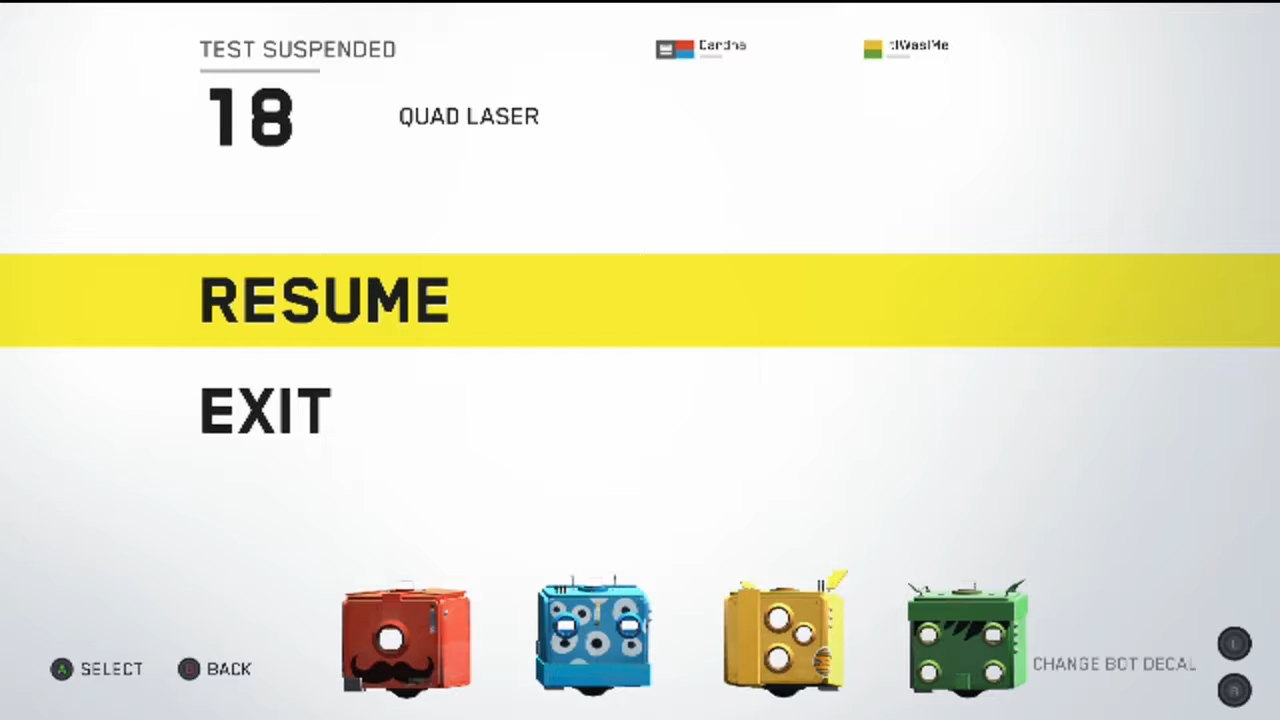 TEST SUSPENDED
18
QUAD LASER
RESUME
EXIT
A SELECT
B BACK
CHANGE BOT DECAL
L
R